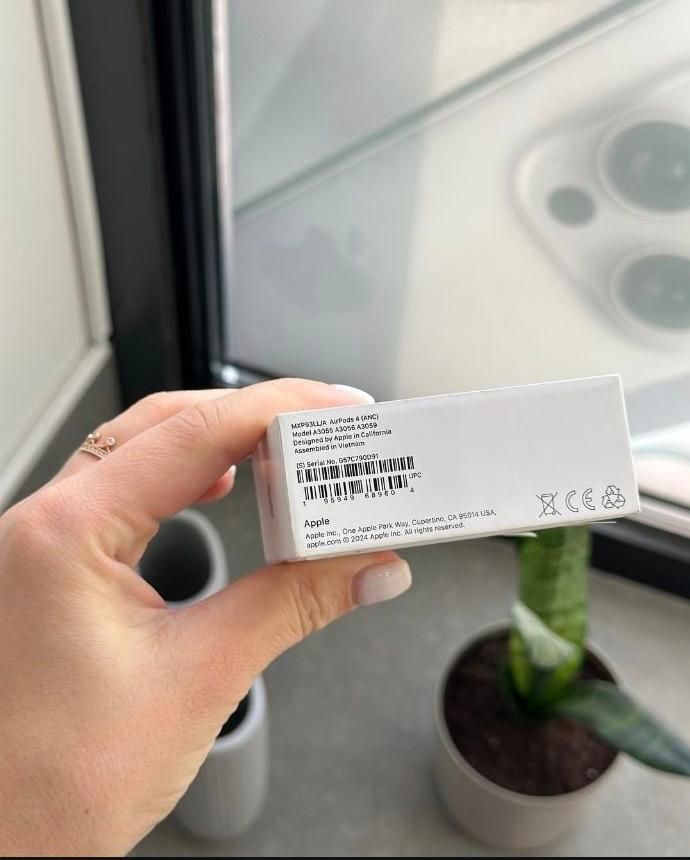 MXP93LL/A AirPods 4 (ANC)
Model A3055 A3056 A3059
Designed by Apple in California
Assembled in Vietnam
(S) Serial No. G57C790D91
UPC
1 95949 68960 4
Apple
Apple Inc., One Apple Park Way, Cupertino, CA 95014 USA,
apple.com © 2024 Apple Inc. All rights reserved.
CE